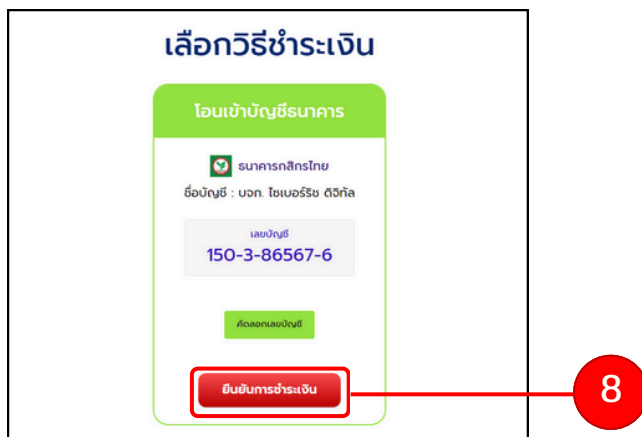 เลือกวิธีชำระเงิน
โอนเข้าบัญชีธนาคาร
ธนาคารกสิกรไทย
ชื่อบัญชี : บจก. ไซเบอร์ริช ดิจิทัล
เลขบัญชี
150-3-86567-6
คัดลอกเลขบัญชี
ยืนยันการชำระเงิน
8